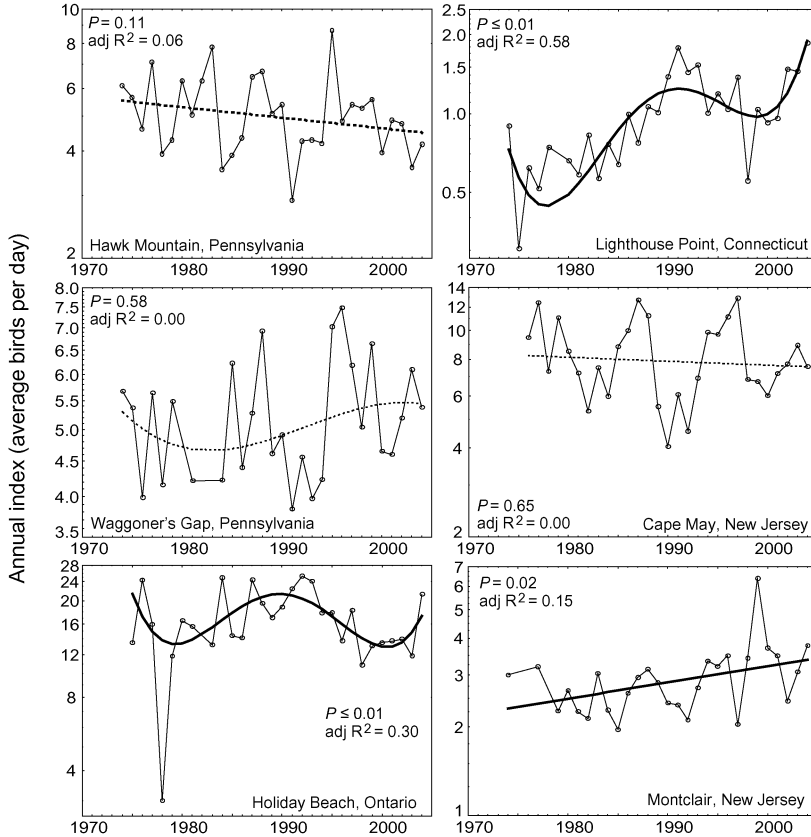 Annual index (average birds per day)
P = 0.11
adj R² = 0.06
10
8
6
4
2
Hawk Mountain, Pennsylvania
1970 1980 1990 2000
P ≤ 0.01
adj R² = 0.58
2.5
2.0
1.5
1.0
0.5
Lighthouse Point, Connecticut
1970 1980 1990 2000
P = 0.58
adj R² = 0.00
8.0
7.5
7.0
6.5
6.0
5.5
5.0
4.5
4.0
3.5
Waggoner's Gap, Pennsylvania
1970 1980 1990 2000
14
12
10
8
6
4
2
P = 0.65
adj R² = 0.00
Cape May, New Jersey
1970 1980 1990 2000
28
24
20
16
12
8
4
P ≤ 0.01
adj R² = 0.30
Holiday Beach, Ontario
1970 1980 1990 2000
P = 0.02
adj R² = 0.15
7
6
5
4
3
2
1
Montclair, New Jersey
1970 1980 1990 2000